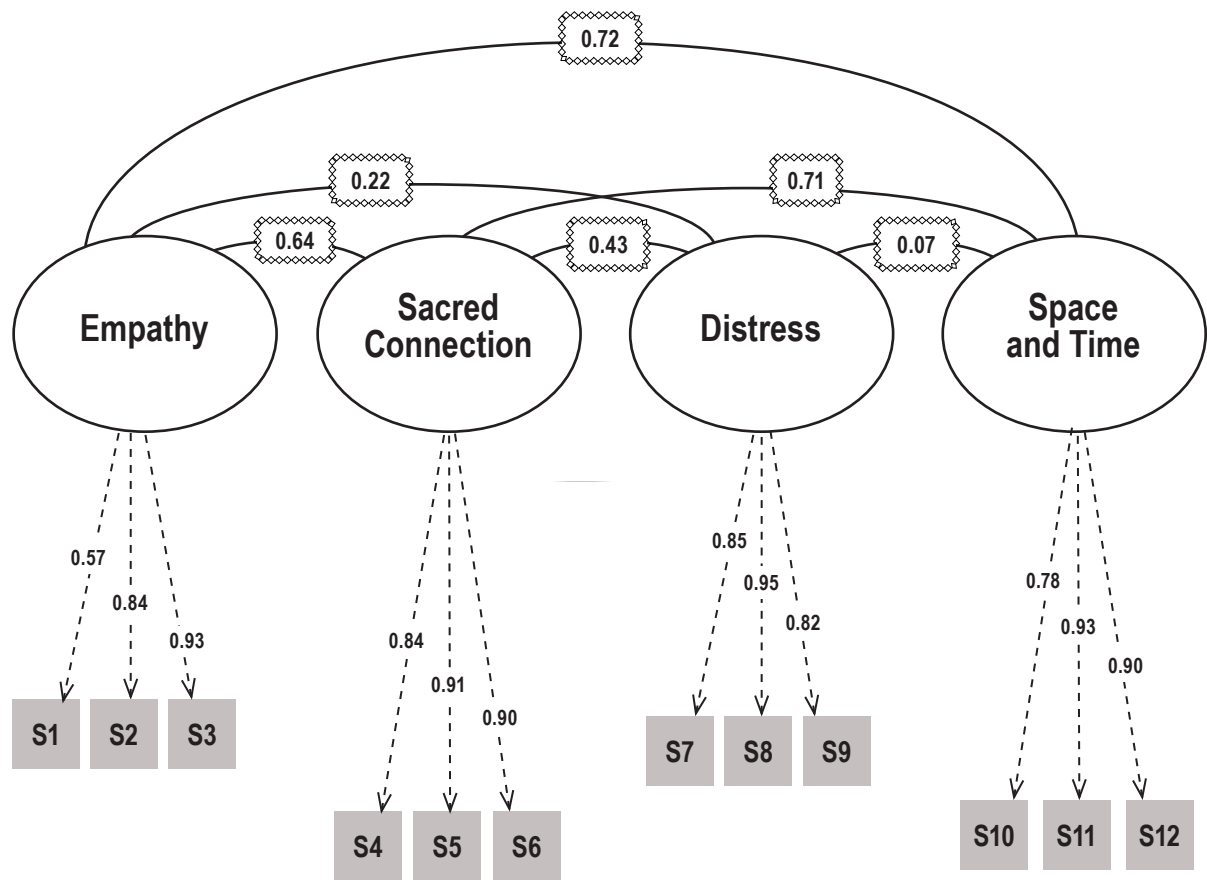 0.72
0.22
0.71
0.64
0.43
0.07
Empathy
Sacred
Connection
Distress
Space
and Time
0.57
0.84
0.93
0.84
0.91
0.90
0.85
0.95
0.82
0.78
0.93
0.90
S1
S2
S3
S4
S5
S6
S7
S8
S9
S10
S11
S12